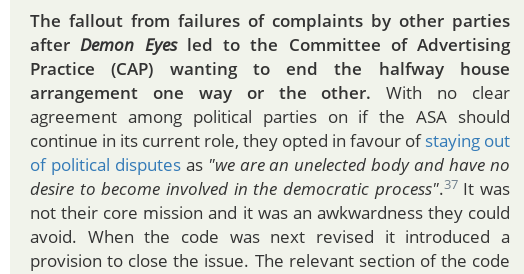 The fallout from failures of complaints by other parties
after Demon Eyes led to the Committee of Advertising
Practice (CAP) wanting to end the halfway house
arrangement one way or the other. With no clear
agreement among political parties on if the ASA should
continue in its current role, they opted in favour of staying
out of political disputes as "we are an unelected body and have no
desire to become involved in the democratic process".37 It was
not their core mission and it was an awkwardness they could
avoid. When the code was next revised it introduced a
provision to close the issue. The relevant section of the code